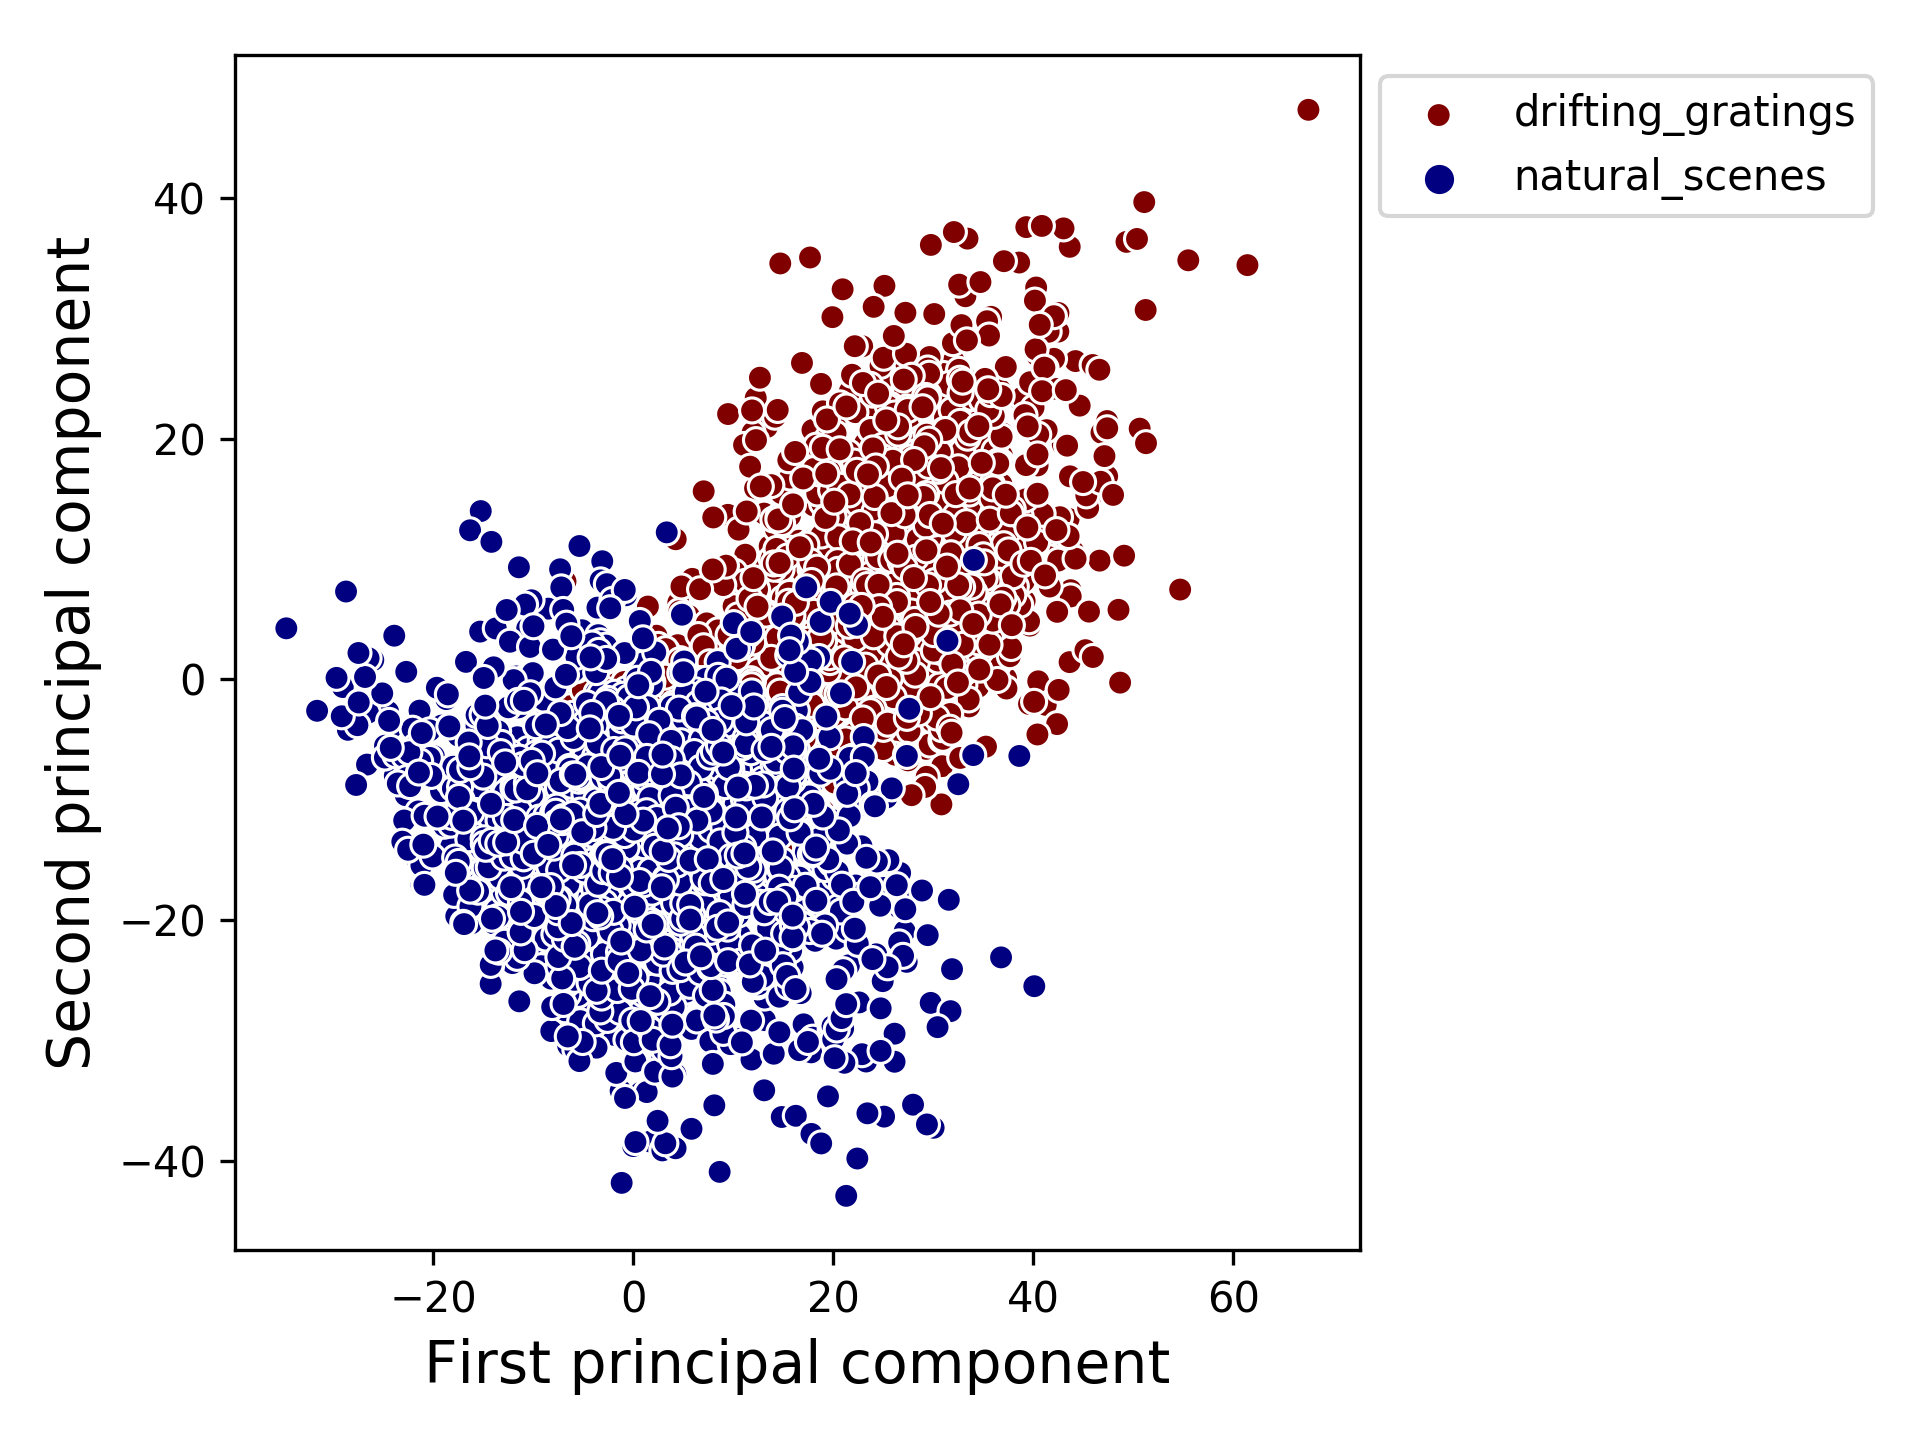 drifting_gratings
natural_scenes
40
20
0
−20
−40
Second principal component
−20
0
20
40
60
First principal component